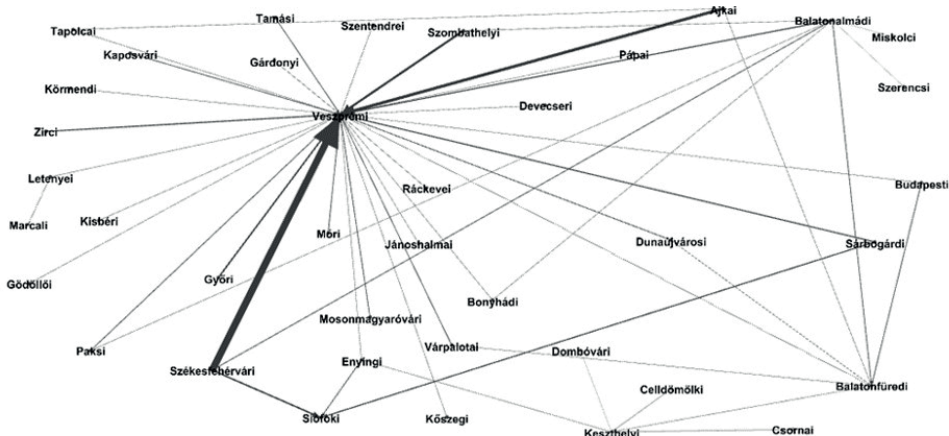 Ajkai
Tamási
Balatonalmádi
Szentendrei
Tapolcai
Szombathelyi
Miskolci
Kaposvári
Pápai
Gárdonyi
Körmendi
Szerencsi
Devecseri
Veszprémi
Zirci
Letenyei
Budapesti
Ráckevei
Kisbéri
Marcali
Móri
Jánoshalmai
Dunaújvárosi
Sárbogárdi
Győri
Gödöllői
Bonyhádi
Mosonmagyaróvári
Várpalotai
Paksi
Dombóvári
Enyingi
Székesfehérvári
Balatonfüredi
Celldömölki
Siófoki
Kőszegi
Csornai
Keszthelyi